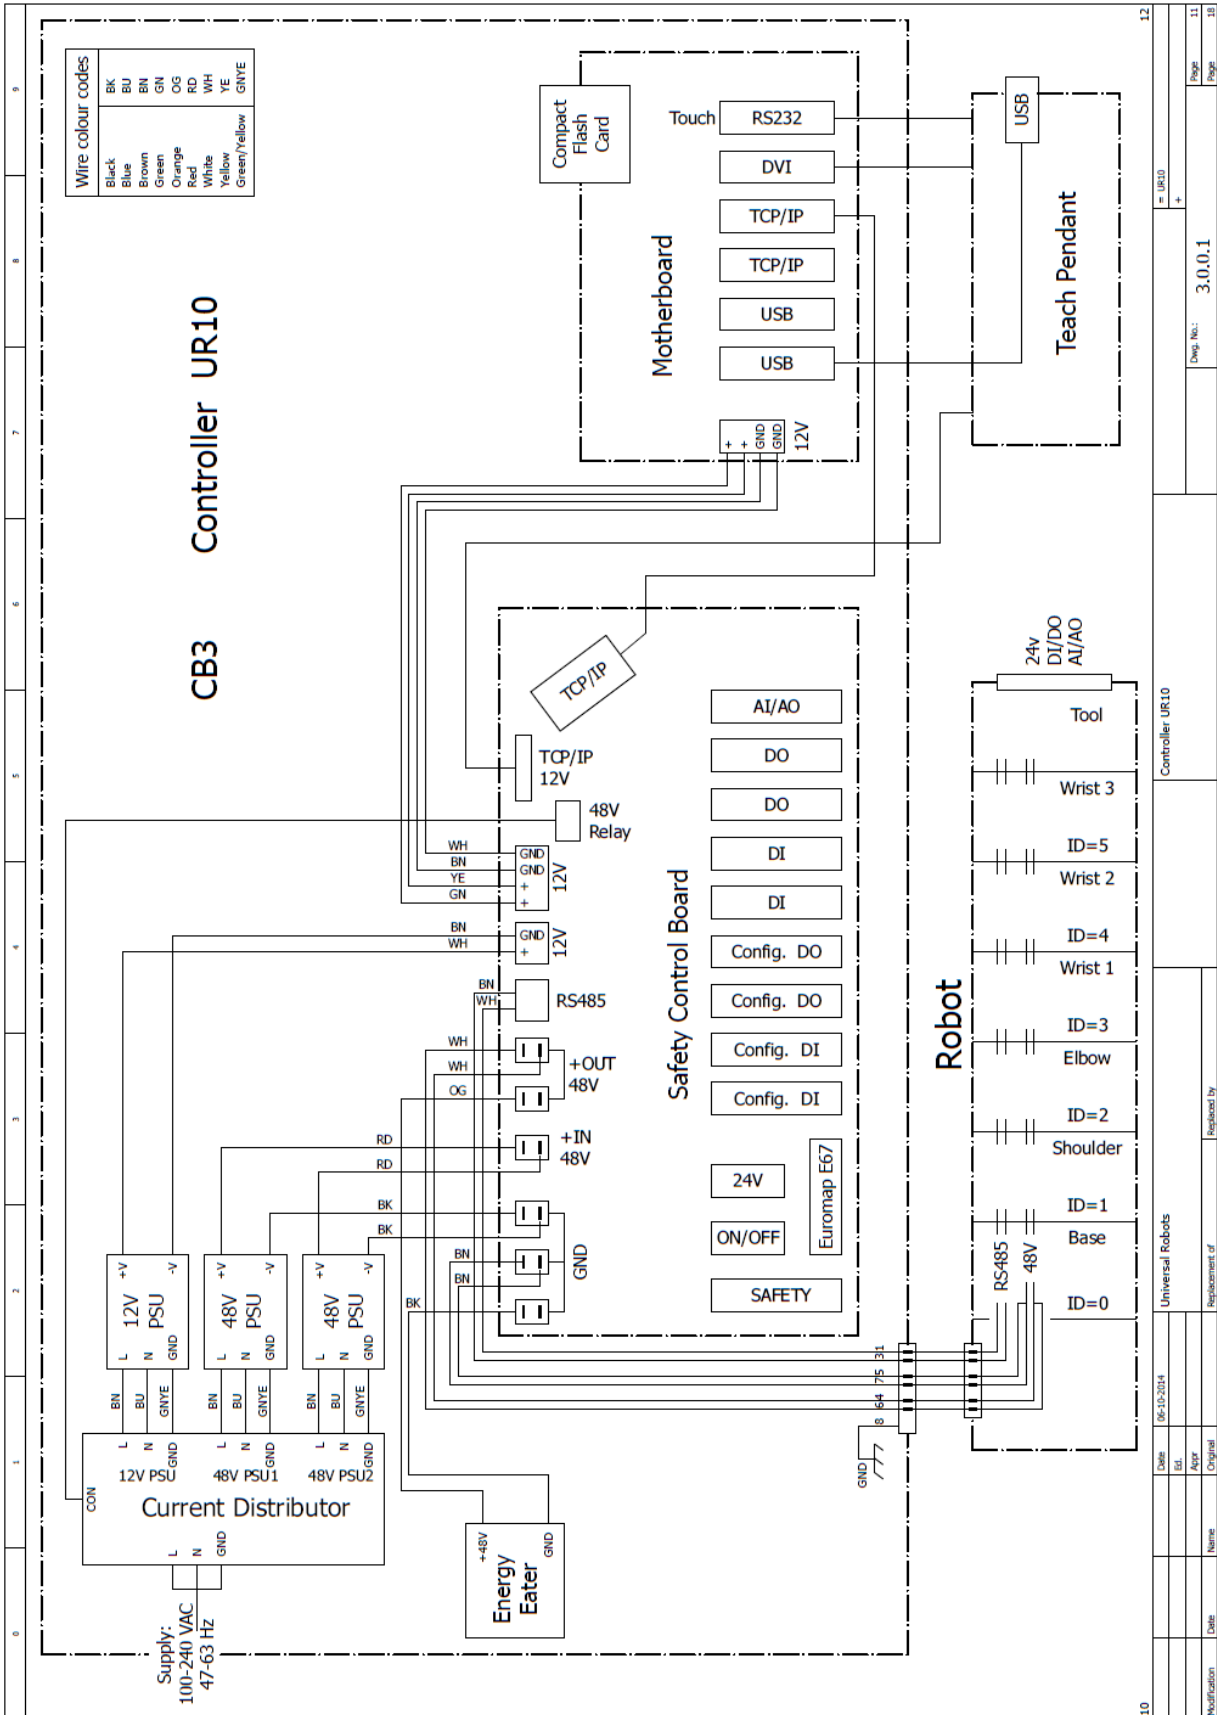 0 1 2 3 4 5 6 7 8 9
CB3 Controller UR10
Wire colour codes
Black BK
Blue BU
Brown BN
Green GN
Orange OG
Red RD
White WH
Yellow YE
Green/Yellow GNYE
Supply:
100-240 VAC
47-63 Hz
L
N
GND
CON
Current Distributor
12V PSU
L
N
GND
48V PSU1
L
N
GND
48V PSU2
L
N
GND
BN
BU
GNYE
BN
BU
GNYE
BN
BU
GNYE
L
N
GND
12V
PSU
+V
-V
L
N
GND
48V
PSU
+V
-V
L
N
GND
48V
PSU
+V
-V
Energy
Eater
+48V
GND
BK
BN
BN
BK
BK
RD
RD
OG
WH
WH
WH
BN
WH
BN
GN
YE
BN
WH
GND
+IN
48V
+OUT
48V
RS485
+
GND
12V
+
+
GND
GND
12V
48V
Relay
TCP/IP
12V
TCP/IP
Safety Control Board
SAFETY
ON/OFF
24V
Euromap E67
Config. DI
Config. DI
Config. DO
Config. DO
DI
DI
DO
DO
AI/AO
Motherboard
+
+
GND
GND
12V
USB
USB
TCP/IP
TCP/IP
DVI
Touch RS232
Compact
Flash
Card
Teach Pendant
USB
GND
8 64 75 31
Robot
RS485
48V
ID=0
Base
ID=1
Shoulder
ID=2
Elbow
ID=3
Wrist 1
ID=4
Wrist 2
ID=5
Wrist 3
Tool
24v
DI/DO
AI/AO
10
12
Date 06-10-2014
Ed.
Appr
Modification Date Name Original
Universal Robots
Replacement of Replaced by
Controller UR10
= UR10
+
Dwg. No.: 3.0.0.1
Page 11
Page 18